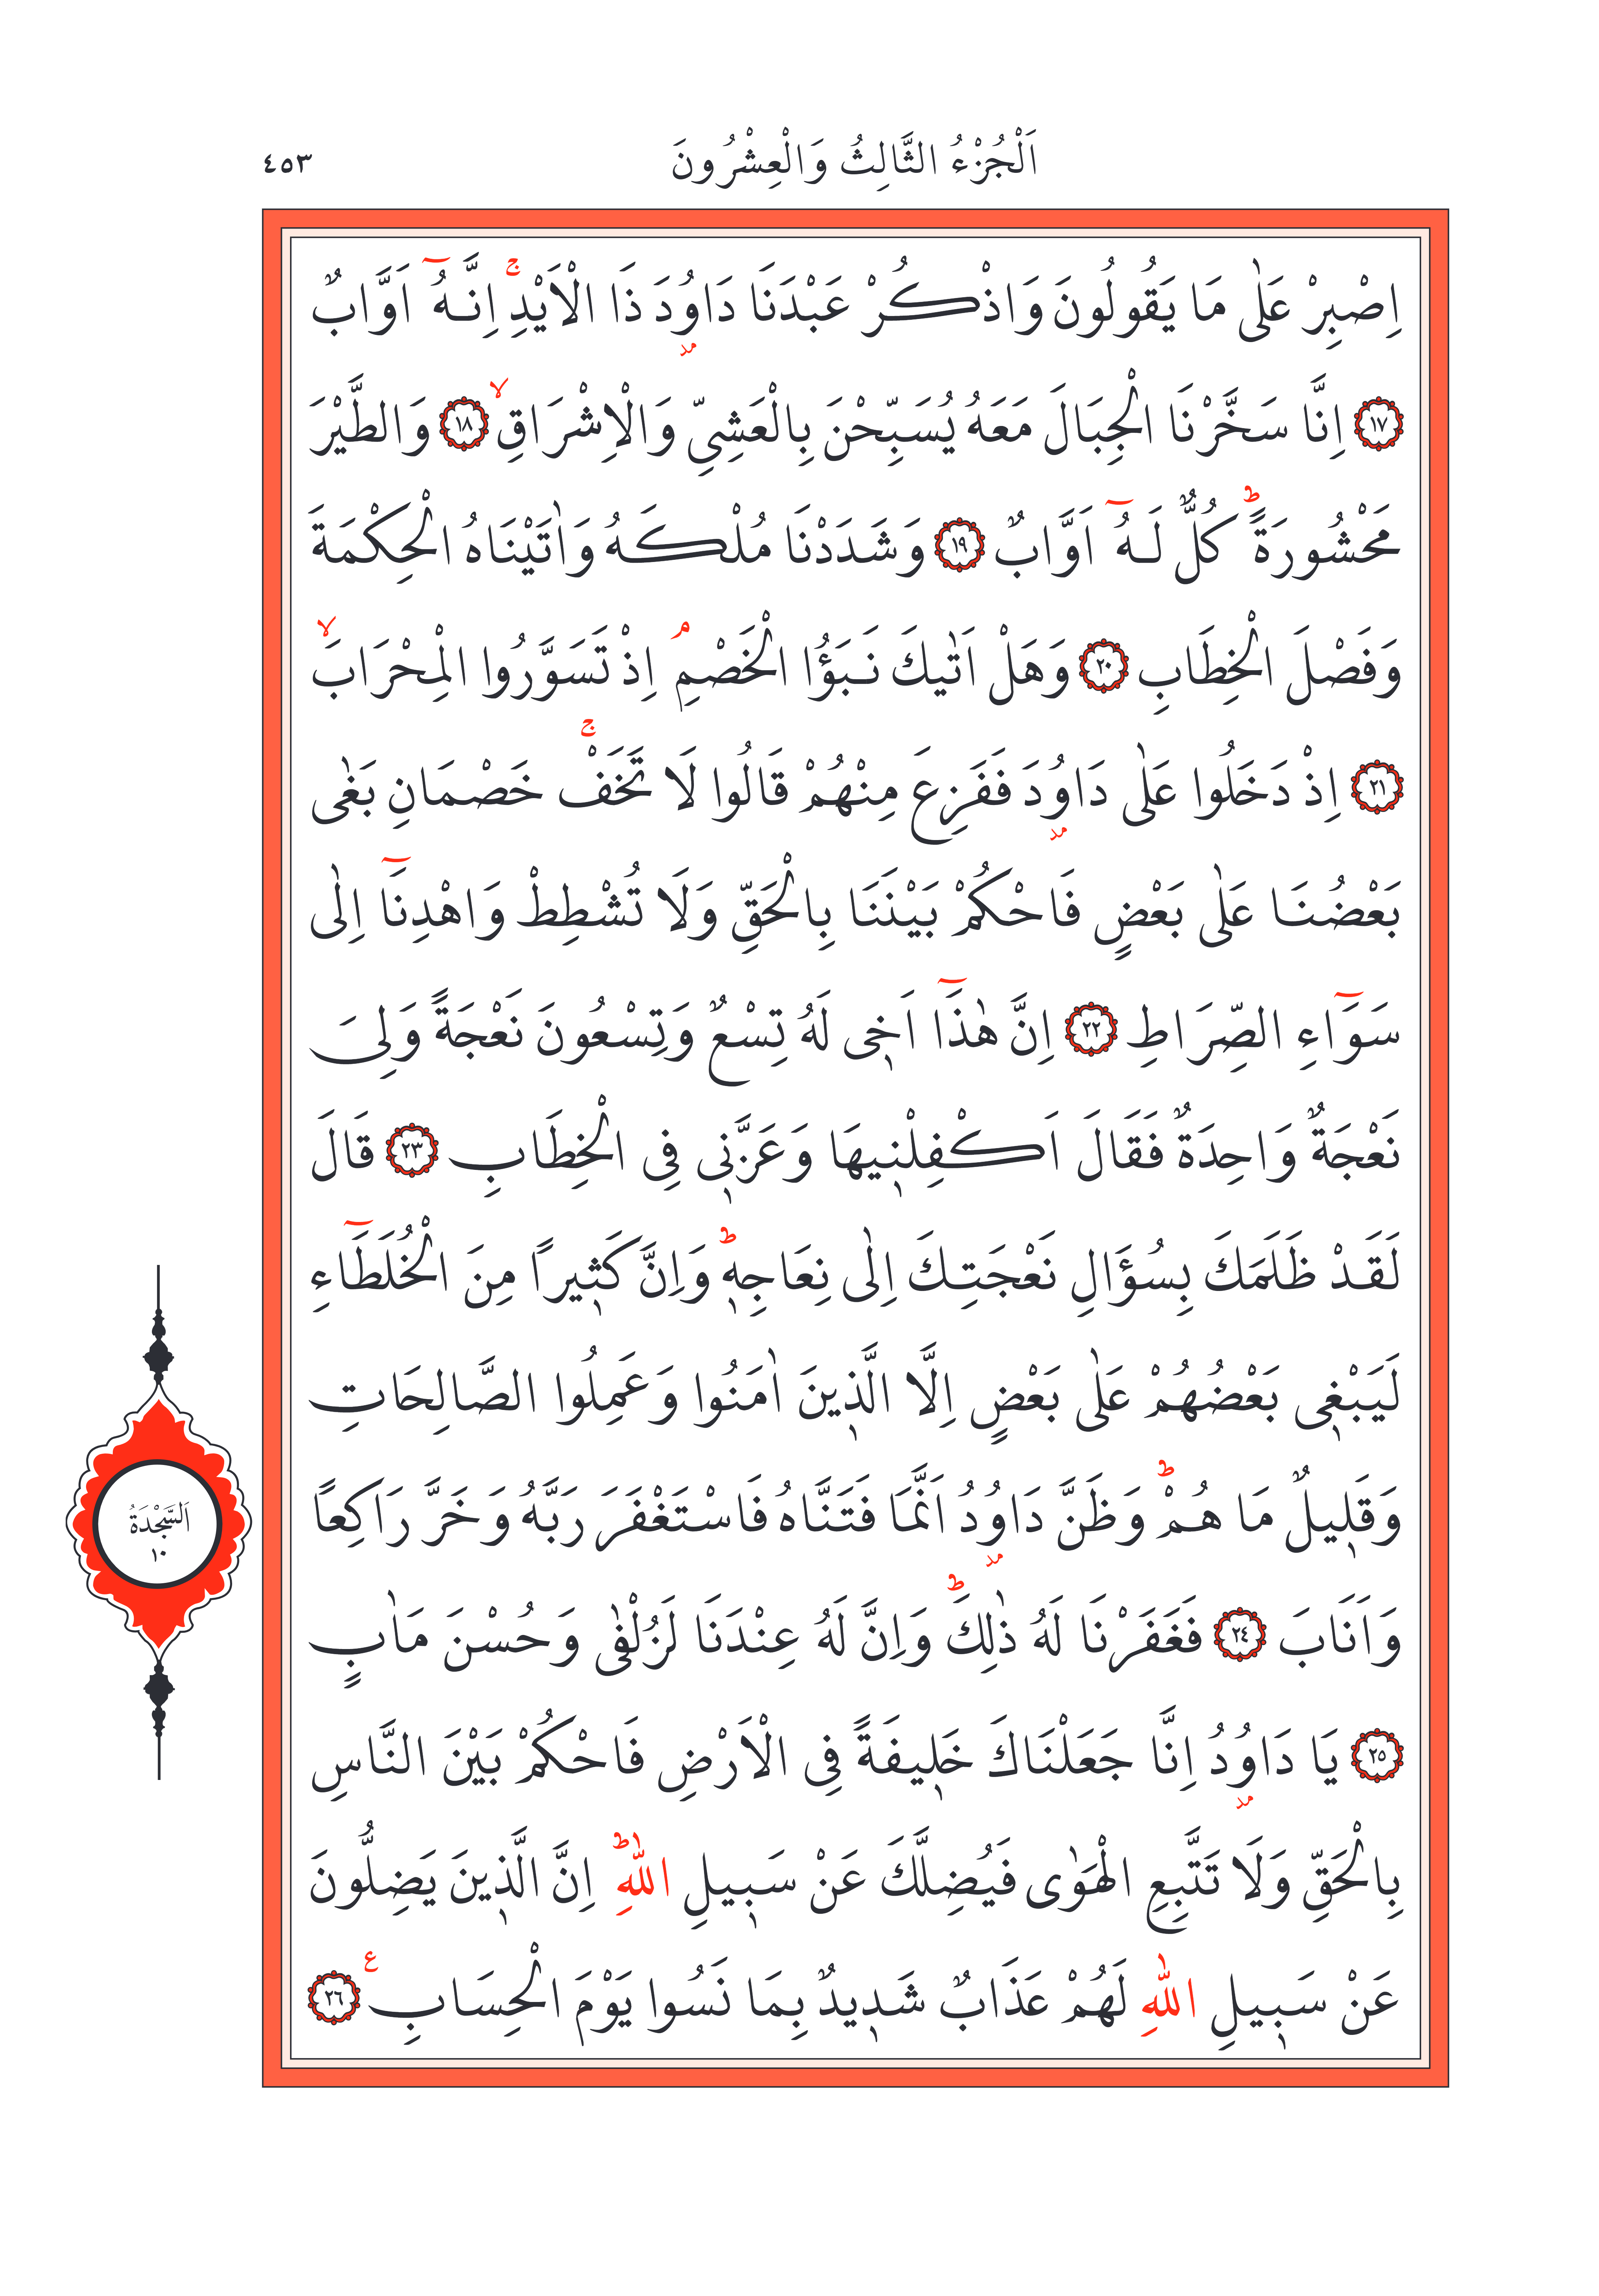 اَلْجُزْءُ الثَّالِثُ وَالْعِشْرُونَ
٤٥٣
اِصْبِرْ عَلٰى مَا يَقُولُونَ وَاذْكُرْ عَبْدَنَا دَاوُ۫دَ ذَا الْاَيْدِۚ اِنَّـهُٓ اَوَّابٌ
﴿١٧﴾ اِنَّا سَخَّرْنَا الْجِبَالَ مَعَهُ يُسَبِّحْنَ بِالْعَشِيِّ وَالْاِشْرَاقِۙ ﴿١٨﴾ وَالطَّيْرَ
مَحْشُورَةًۜ كُلٌّ لَـهُٓ اَوَّابٌ ﴿١٩﴾ وَشَدَدْنَا مُلْكَهُ وَاٰتَيْنَاهُ الْحِكْمَةَ
وَفَصْلَ الْخِطَابِ ﴿٢٠﴾ وَهَلْ اَتٰيكَ نَـبَؤُا الْخَصْمِۢ اِذْ تَسَوَّرُوا الْمِحْرَابَۙ
﴿٢١﴾ اِذْ دَخَلُوا عَلٰى دَاوُ۫دَ فَفَزِعَ مِنْهُمْ قَالُوا لَا تَخَفْۚ خَصْمَانِ بَغٰى
بَعْضُنَا عَلٰى بَعْضٍ فَاحْكُمْ بَيْنَنَا بِالْحَقِّ وَلَا تُشْطِطْ وَاهْدِنَٓا اِلٰى
سَوَٓاءِ الصِّرَاطِ ﴿٢٢﴾ اِنَّ هٰذَٓا اَخ۪ي لَهُ تِسْعٌ وَتِسْعُونَ نَعْجَةً وَلِيَ
نَعْجَةٌ وَاحِدَةٌ فَقَالَ اَكْفِلْن۪يهَا وَعَزَّن۪ي فِي الْخِطَابِ ﴿٢٣﴾ قَالَ
لَقَدْ ظَلَمَكَ بِسُؤَالِ نَعْجَتِكَ اِلٰى نِعَاجِه۪ۜ وَاِنَّ كَث۪يراً مِنَ الْخُلَطَٓاءِ
لَيَبْغ۪ي بَعْضُهُمْ عَلٰى بَعْضٍ اِلَّا الَّذ۪ينَ اٰمَنُوا وَعَمِلُوا الصَّالِحَاتِ
وَقَل۪يلٌ مَا هُمْۜ وَظَنَّ دَاوُ۫دُ اَنَّمَا فَتَنَّاهُ فَاسْتَغْفَرَ رَبَّهُ وَخَرَّ رَاكِعاً
وَاَنَابَ ﴿٢٤﴾ فَغَفَرْنَا لَهُ ذٰلِكَۜ وَاِنَّ لَهُ عِنْدَنَا لَزُلْفٰى وَحُسْنَ مَاٰبٍ
﴿٢٥﴾ يَا دَاوُ۫دُ اِنَّا جَعَلْنَاكَ خَل۪يفَةً فِي الْاَرْضِ فَاحْكُمْ بَيْنَ النَّاسِ
بِالْحَقِّ وَلَا تَتَّبِعِ الْهَوٰى فَيُضِلَّكَ عَنْ سَب۪يلِ اللّٰهِۜ اِنَّ الَّذ۪ينَ يَضِلُّونَ
عَنْ سَب۪يلِ اللّٰهِ لَهُمْ عَذَابٌ شَد۪يدٌ بِمَا نَسُوا يَوْمَ الْحِسَابِ۟ ﴿٢٦﴾
اَلسَّجْدَةُ
١٠